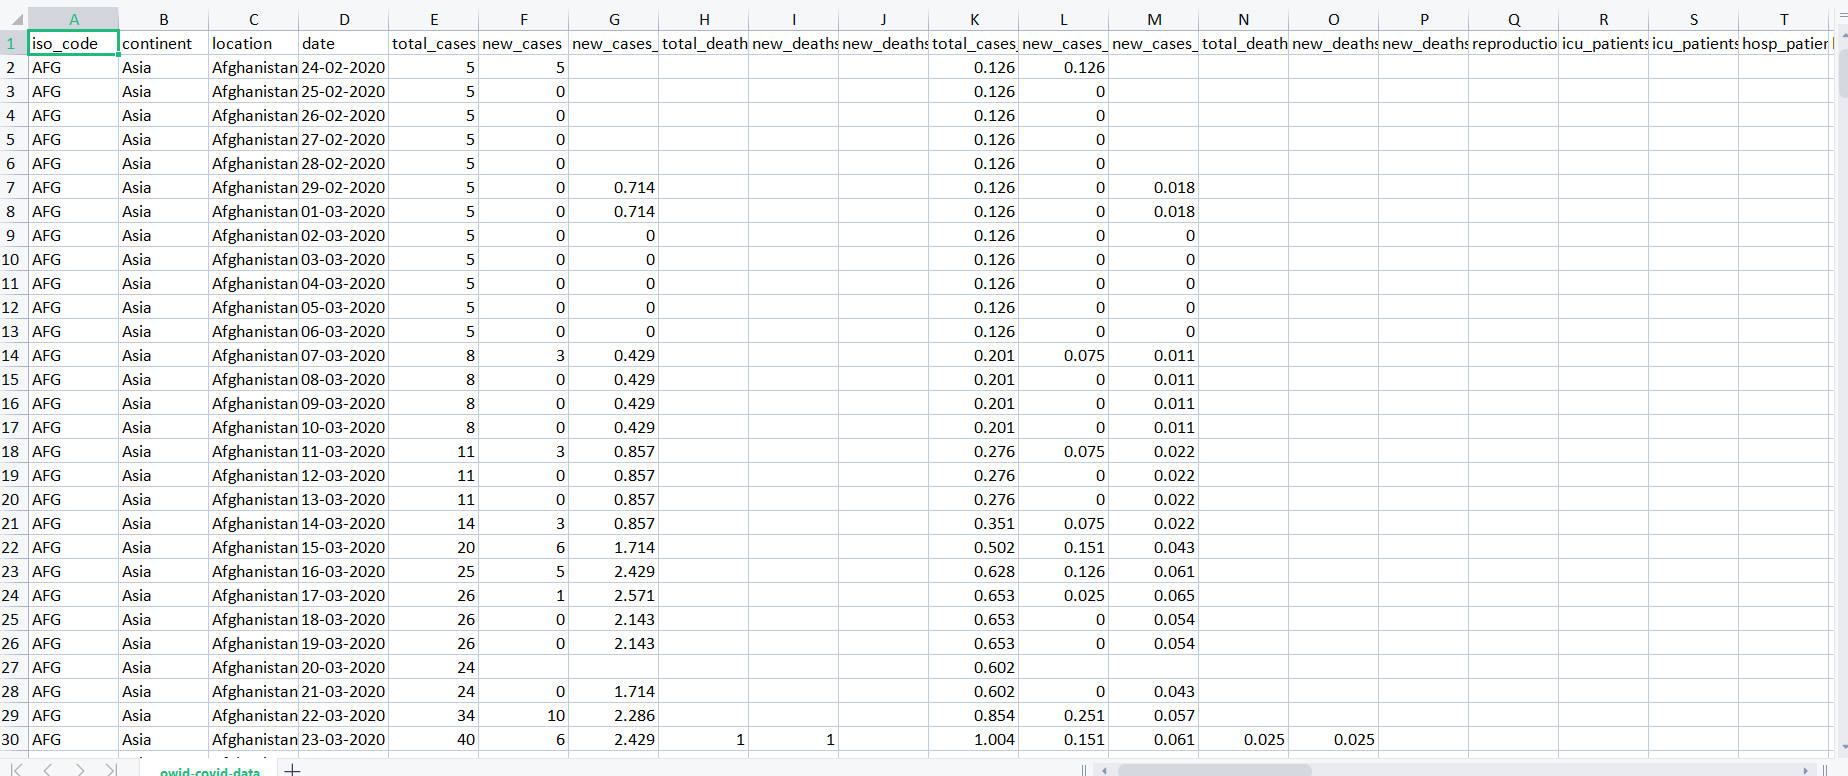 A B C D E F G H I J K L M N O P Q R S T
1 iso_code continent location date total_cases new_cases new_cases_ total_death new_deaths new_deaths total_cases_ new_cases_ new_cases_ total_death new_deaths new_deaths reproductio icu_patients icu_patients hosp_patier
2 AFG Asia Afghanistan 24-02-2020 5 5 0.126 0.126
3 AFG Asia Afghanistan 25-02-2020 5 0 0.126 0
4 AFG Asia Afghanistan 26-02-2020 5 0 0.126 0
5 AFG Asia Afghanistan 27-02-2020 5 0 0.126 0
6 AFG Asia Afghanistan 28-02-2020 5 0 0.126 0
7 AFG Asia Afghanistan 29-02-2020 5 0 0.714 0.126 0 0.018
8 AFG Asia Afghanistan 01-03-2020 5 0 0.714 0.126 0 0.018
9 AFG Asia Afghanistan 02-03-2020 5 0 0 0.126 0 0
10 AFG Asia Afghanistan 03-03-2020 5 0 0 0.126 0 0
11 AFG Asia Afghanistan 04-03-2020 5 0 0 0.126 0 0
12 AFG Asia Afghanistan 05-03-2020 5 0 0 0.126 0 0
13 AFG Asia Afghanistan 06-03-2020 5 0 0 0.126 0 0
14 AFG Asia Afghanistan 07-03-2020 8 3 0.429 0.201 0.075 0.011
15 AFG Asia Afghanistan 08-03-2020 8 0 0.429 0.201 0 0.011
16 AFG Asia Afghanistan 09-03-2020 8 0 0.429 0.201 0 0.011
17 AFG Asia Afghanistan 10-03-2020 8 0 0.429 0.201 0 0.011
18 AFG Asia Afghanistan 11-03-2020 11 3 0.857 0.276 0.075 0.022
19 AFG Asia Afghanistan 12-03-2020 11 0 0.857 0.276 0 0.022
20 AFG Asia Afghanistan 13-03-2020 11 0 0.857 0.276 0 0.022
21 AFG Asia Afghanistan 14-03-2020 14 3 0.857 0.351 0.075 0.022
22 AFG Asia Afghanistan 15-03-2020 20 6 1.714 0.502 0.151 0.043
23 AFG Asia Afghanistan 16-03-2020 25 5 2.429 0.628 0.126 0.061
24 AFG Asia Afghanistan 17-03-2020 26 1 2.571 0.653 0.025 0.065
25 AFG Asia Afghanistan 18-03-2020 26 0 2.143 0.653 0 0.054
26 AFG Asia Afghanistan 19-03-2020 26 0 2.143 0.653 0 0.054
27 AFG Asia Afghanistan 20-03-2020 24 0.602
28 AFG Asia Afghanistan 21-03-2020 24 0 1.714 0.602 0 0.043
29 AFG Asia Afghanistan 22-03-2020 34 10 2.286 0.854 0.251 0.057
30 AFG Asia Afghanistan 23-03-2020 40 6 2.429 1 1 1.004 0.151 0.061 0.025 0.025
owid-covid-data